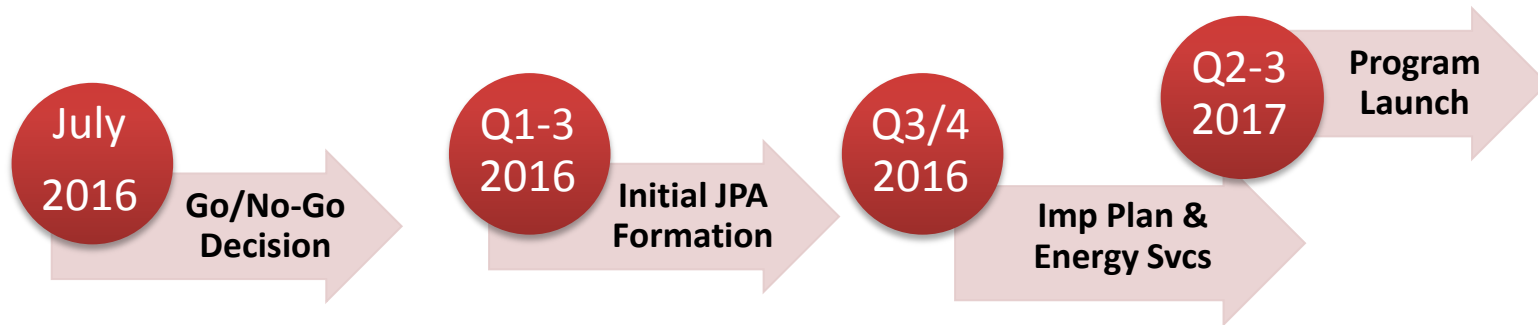 July
2016
Go/No-Go
Decision
Q1-3
2016
Initial JPA
Formation
Q3/4
2016
Imp Plan &
Energy Svcs
Q2-3
2017
Program
Launch